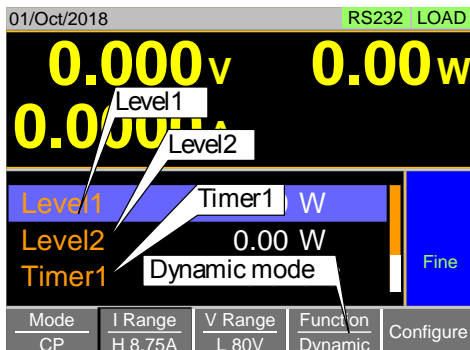 01/Oct/2018 RS232 LOAD
0.000 V 0.00 W
Level1
Level2
Level1 W
Timer1
Level2 0.00 W
Timer1
Dynamic mode
Fine
Mode I Range V Range Function Configure
CP H 8.75A L 80V Dynamic